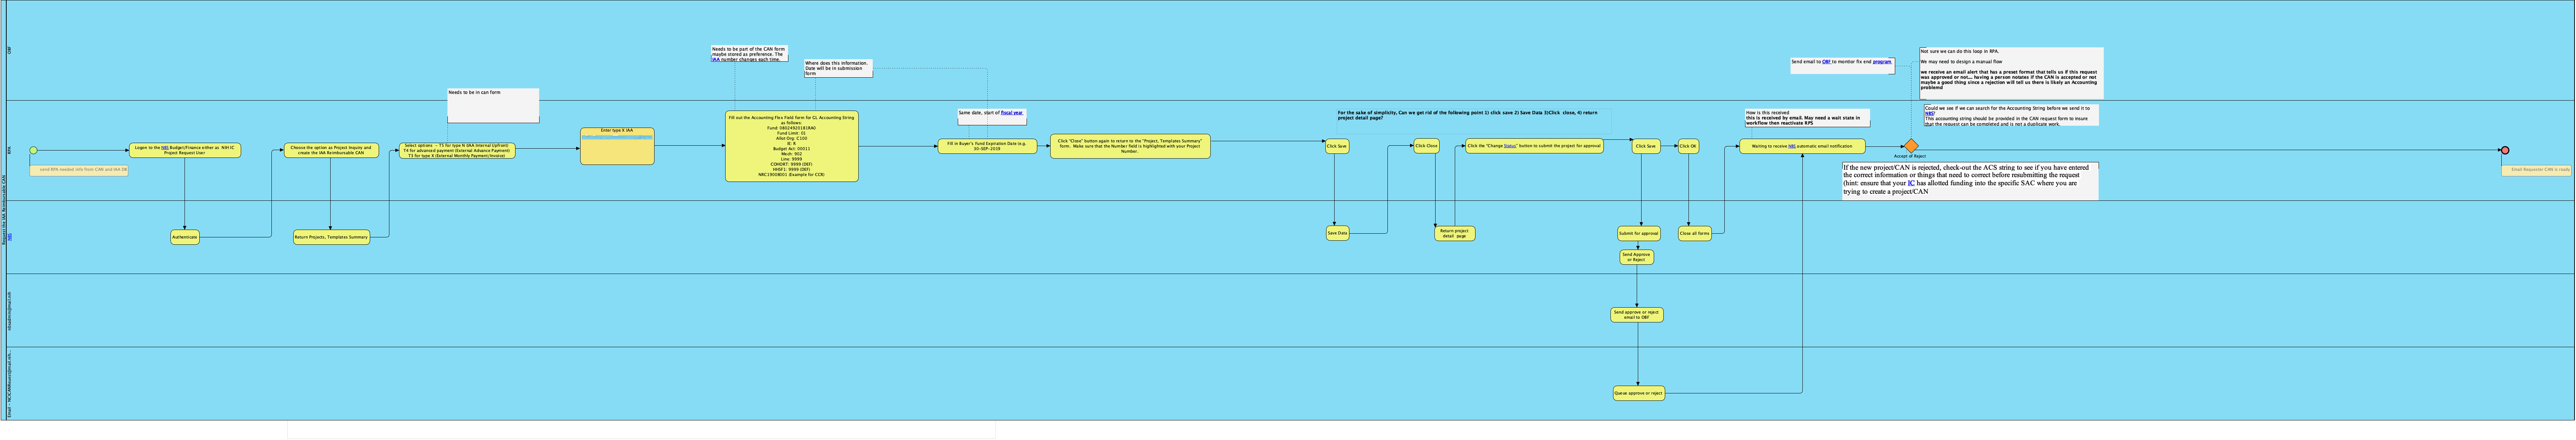 Request the IAA Reimbursable CAN
OBF
Needs to be part of the CAN form
maybe stored as preference. The
IAA number changes each time.
Where does this information.
Date will be in submission
form
Send email to OBF to montior fix end program
Not sure we can do this loop in RPA.
We may need to design a manual flow
we receive an email alert that has a preset format that tells us if this request
was approved or not... having a person notates if the CAN is accepted or not
maybe a good thing since a rejection will tell us there is likely an Accounting
problemd
RPA
send RPA needed info from CAN and IAA DB
Logon to the NBS Budget/Finance either as NIH IC
Project Request User
Choose the option as Project Inquiry and
create the IAA Reimbursable CAN
Needs to be in can form
Select options - T5 for type N (IAA Internal Upfront)
T4 for advanced payment (External Advance Payment)
T3 for type X (External Monthly Payment/Invoice)
Enter type X IAA
Fill out the Accounting Flex Field form for GL Accounting String
as follows:
Fund: 080249201818A0
Fund Limit: 01
Allot Org: C100
IE: R
Budget Act: 00011
Mech: 902
Line: 9999
COHORT: 9999 (DEF)
HHSF1: 9999 (DEF)
NRC19008001 (Example for CCR)
Same date, start of fiscal year
Fill in Buyer's Fund Expiration Date (e.g.
30-SEP-2019
Click "Close" button again to return to the "Project, Templates Summary"
form. Make sure that the Number field is highlighted with your Project
Number.
For the sake of simplicity, Can we get rid of the following point 1) click save 2) Save Data 3)Click close, 4) return
project detail page?
Click Save
Click Close
Click the "Change Status" button to submit the project for approval
Click Save
Click OK
How is this received
this is received by email. May need a wait state in
workflow then reactivate RPS
Waiting to receive NBS automatic email notification
Accept of Reject
Could we see if we can search for the Accounting String before we send it to
NBS?
This accounting string should be provided in the CAN request form to insure
that the request can be completed and is not a duplicate work.
If the new project/CAN is rejected, check-out the ACS string to see if you have entered
the correct information or things that need to correct before resubmitting the request
(hint: ensure that your IC has allotted funding into the specific SAC where you are
trying to create a project/CAN
Email Requester CAN is ready
NBS
Authenticate
Return Projects, Templates Summary
Save Data
Return project
detail page
Submit for approval
Close all forms
Send Approve
or Reject
Send approve or reject
email to OBF
Queue approve or reject